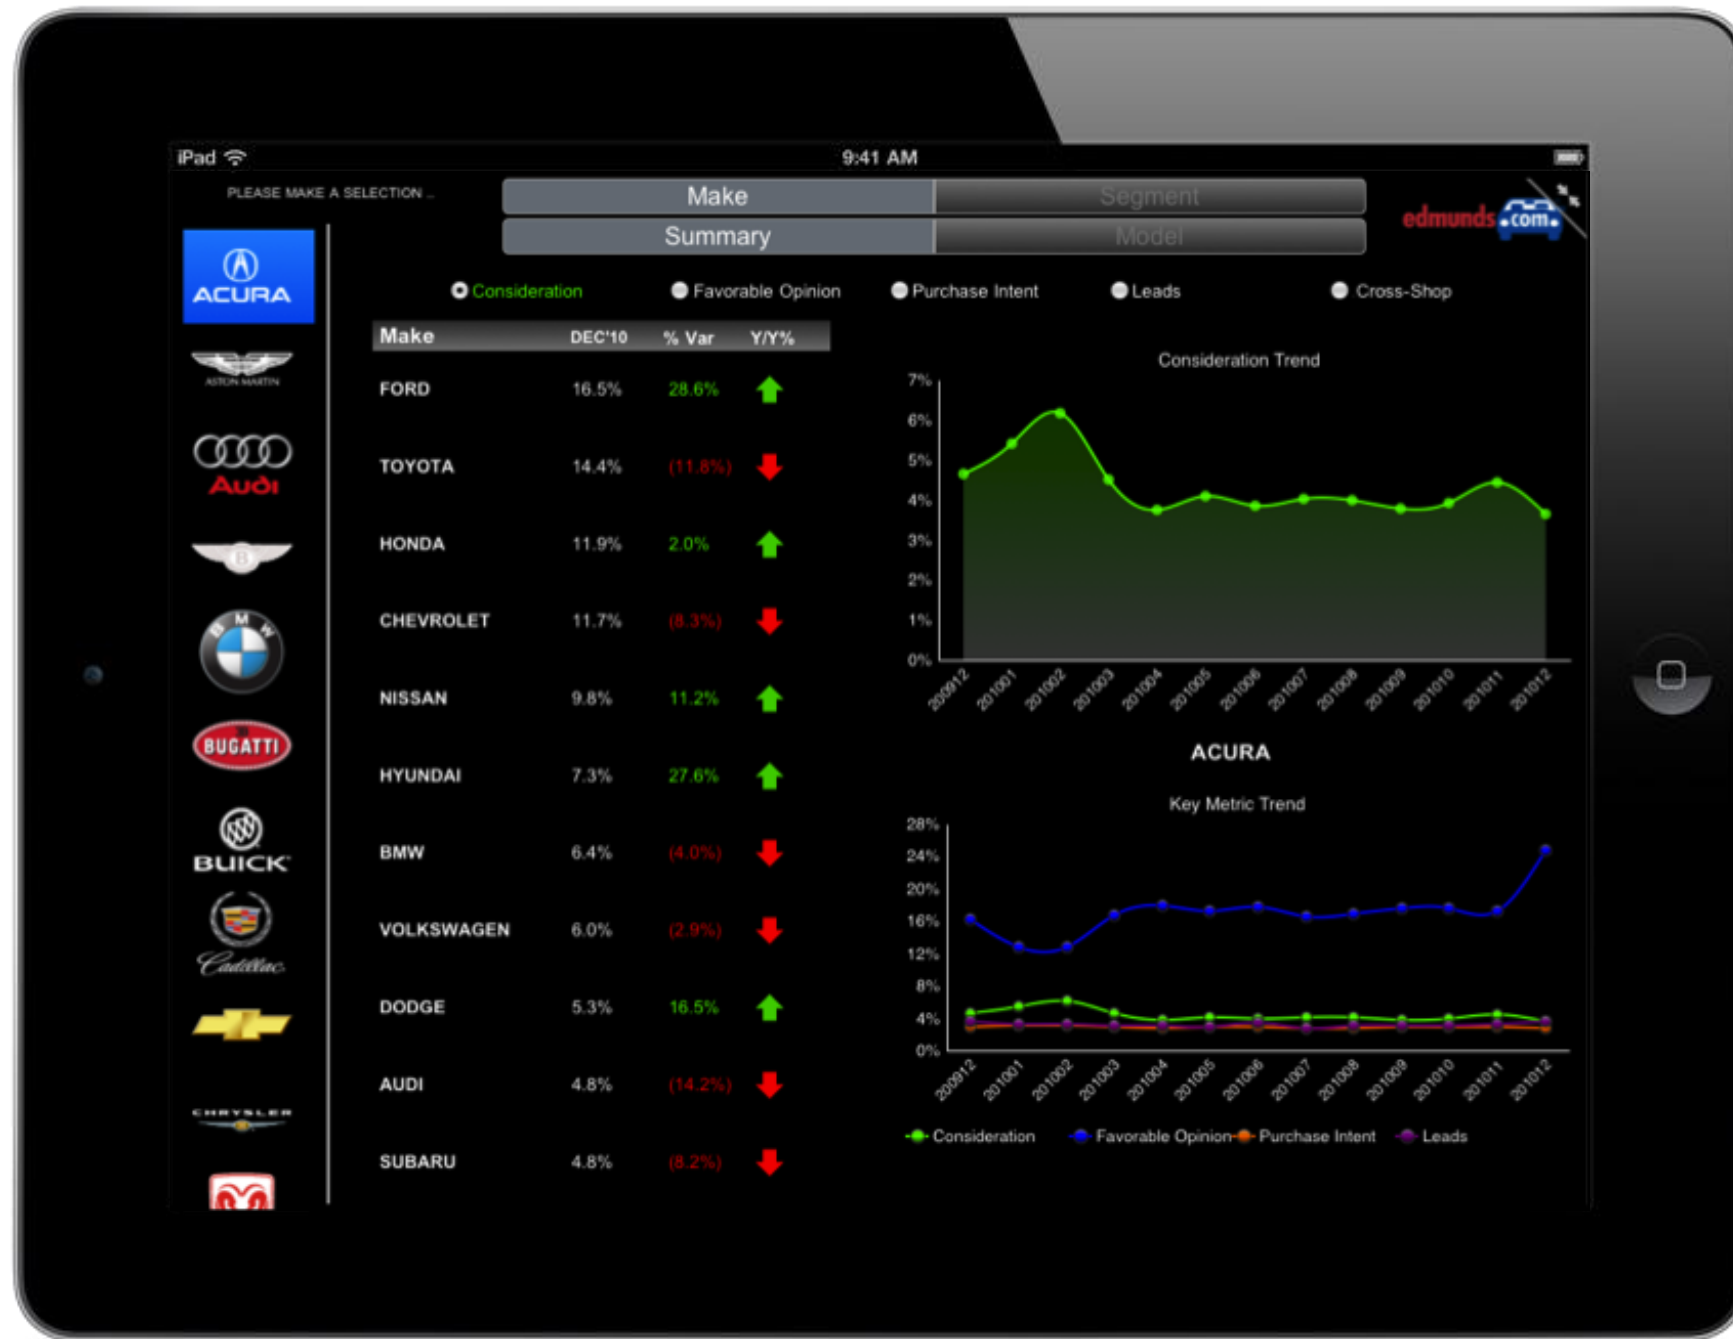 iPad
9:41 AM
PLEASE MAKE A SELECTION ..
Make
Segment
Summary
Model
edmunds.com
ACURA
ASTON MARTIN
Audi
B
BMW
BUGATTI
BUICK
Cadillac
CHRYSLER
Consideration
Favorable Opinion
Purchase Intent
Leads
Cross-Shop
Make DEC'10 % Var Y/Y%
FORD 16.5% 28.6%
TOYOTA 14.4% (11.8%)
HONDA 11.9% 2.0%
CHEVROLET 11.7% (8.3%)
NISSAN 9.8% 11.2%
HYUNDAI 7.3% 27.6%
BMW 6.4% (4.0%)
VOLKSWAGEN 6.0% (2.9%)
DODGE 5.3% 16.5%
AUDI 4.8% (14.2%)
SUBARU 4.8% (8.2%)
Consideration Trend
7%
6%
5%
4%
3%
2%
1%
0%
200912 201001 201002 201003 201004 201005 201006 201007 201008 201009 201010 201011 201012
ACURA
Key Metric Trend
28%
24%
20%
16%
12%
8%
4%
0%
200912 201001 201002 201003 201004 201005 201006 201007 201008 201009 201010 201011 201012
Consideration Favorable Opinion Purchase Intent Leads